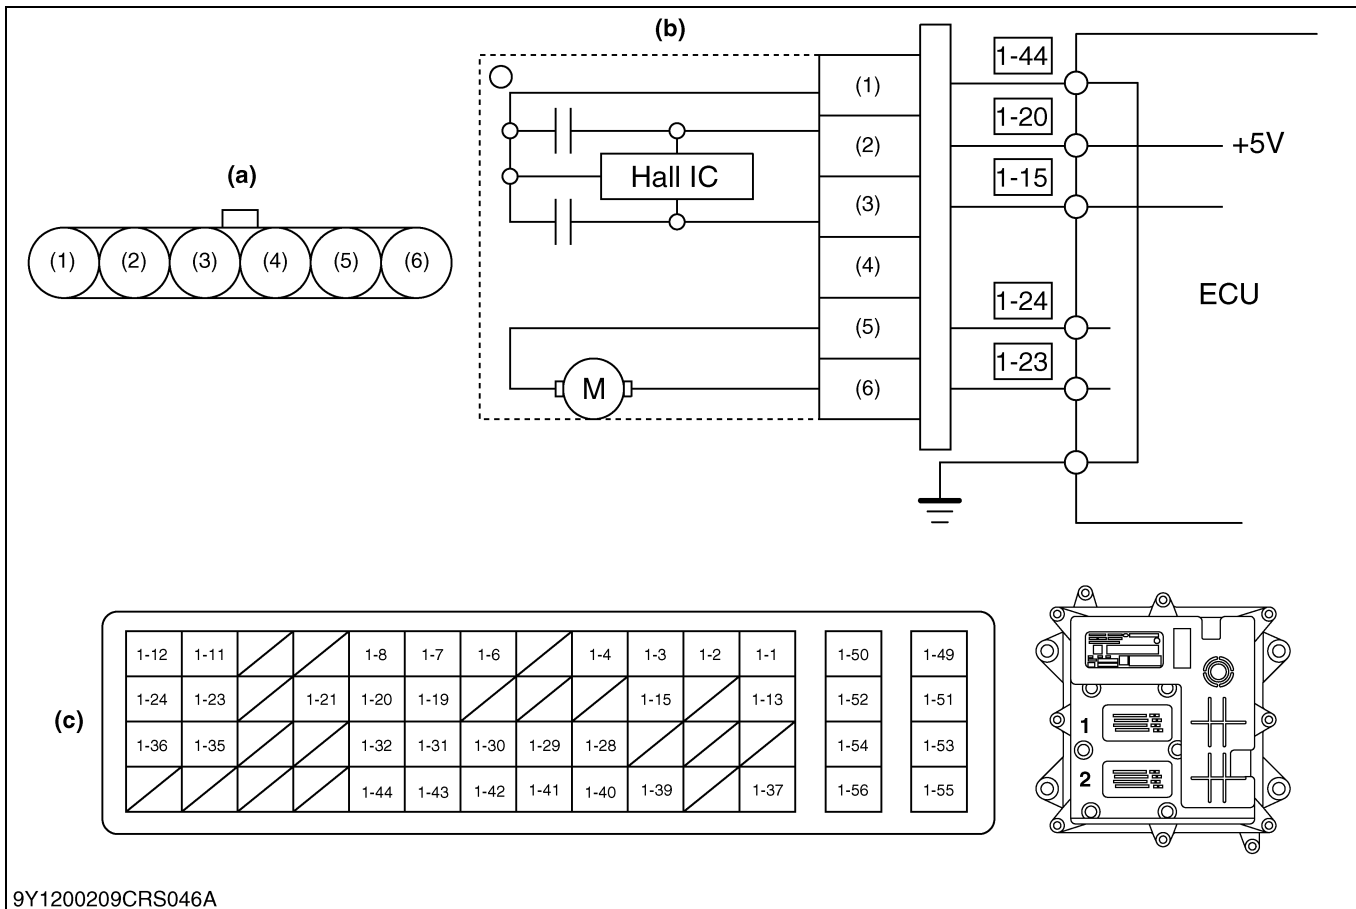 (b)
1-44
(1)
1-20
(2)
+5V
(a)
Hall IC
1-15
(3)
(1) (2) (3) (4) (5) (6)
(4)
ECU
1-24
(5)
1-23
M
(6)
(c)
1-12 1-11 1-8 1-7 1-6 1-4 1-3 1-2 1-1 1-50 1-49
1-24 1-23 1-21 1-20 1-19 1-15 1-13 1-52 1-51
1-36 1-35 1-32 1-31 1-30 1-29 1-28 1-54 1-53
1-44 1-43 1-42 1-41 1-40 1-39 1-37 1-56 1-55
1
2
9Y1200209CRS046A